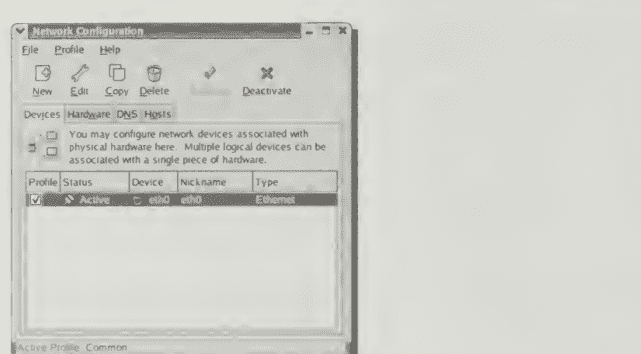 Network Configuration
File Profile Help
New Edit Copy Delete Deactivate
Devices Hardware DNS Hosts
You may configure network devices associated with
physical hardware here. Multiple logical devices can be
associated with a single piece of hardware.
Profile Status Device Nickname Type
Active eth0 eth0 Ethernet
Active Profile: Common